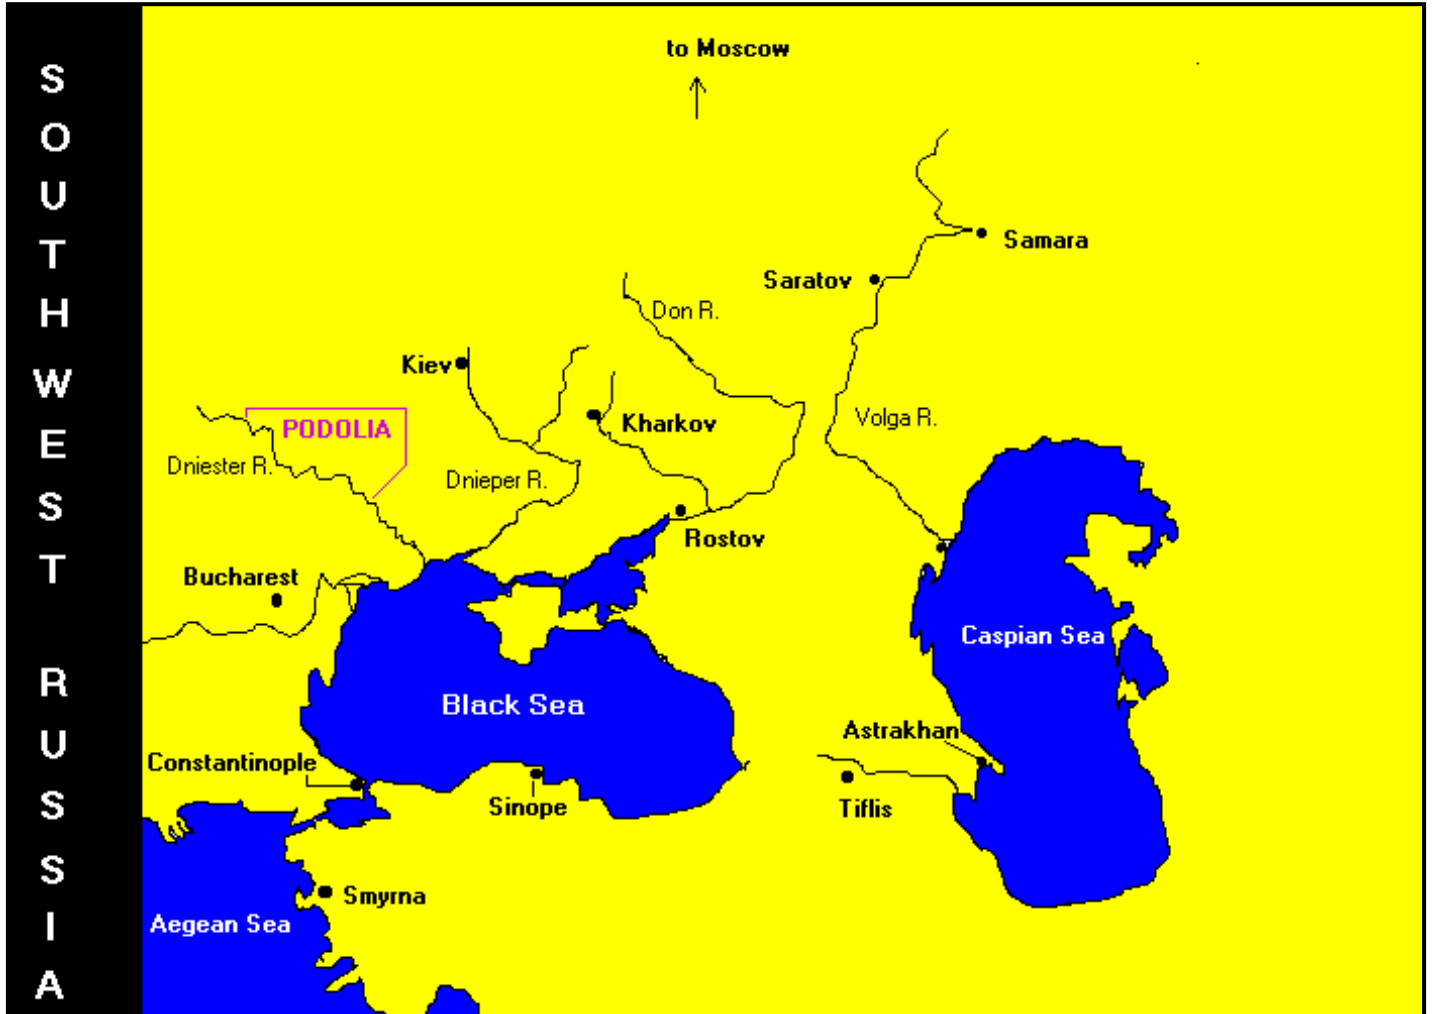 SOUTHWEST RUSSIA
to Moscow
Samara
Saratov
Don R.
Kiev
Kharkov
Volga R.
PODOLIA
Dniester R.
Dnieper R.
Rostov
Bucharest
Caspian Sea
Black Sea
Astrakhan
Constantinople
Sinope
Tiflis
Smyrna
Aegean Sea